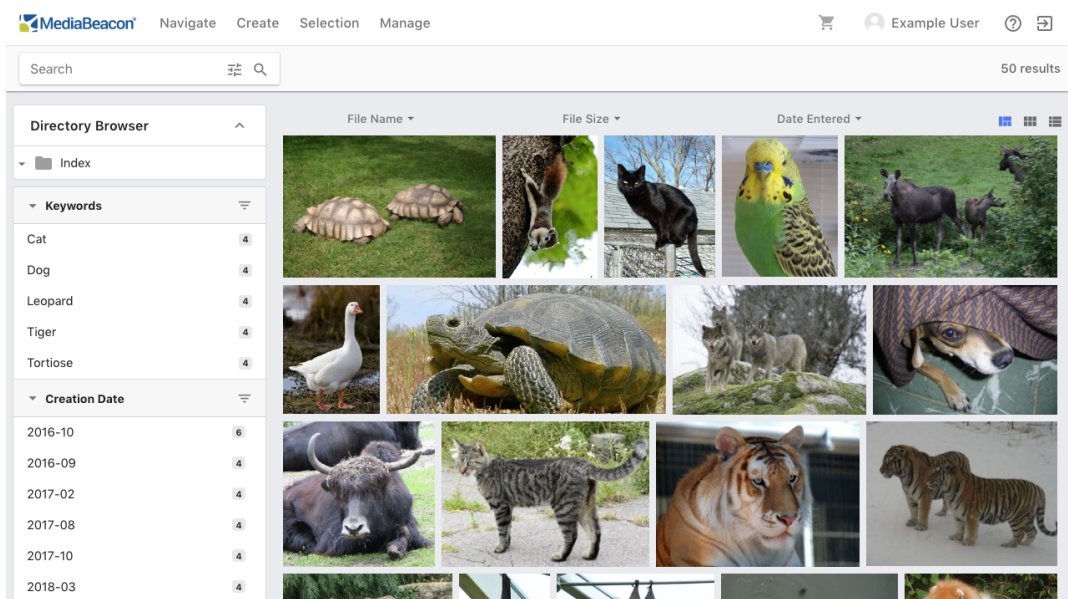 MediaBeacon Navigate Create Selection Manage Example User
Search 50 results
Directory Browser
Index
Keywords
Cat 4
Dog 4
Leopard 4
Tiger 4
Tortiose 4
Creation Date
2016-10 6
2016-09 4
2017-02 4
2017-08 4
2017-10 4
2018-03 4
File Name File Size Date Entered